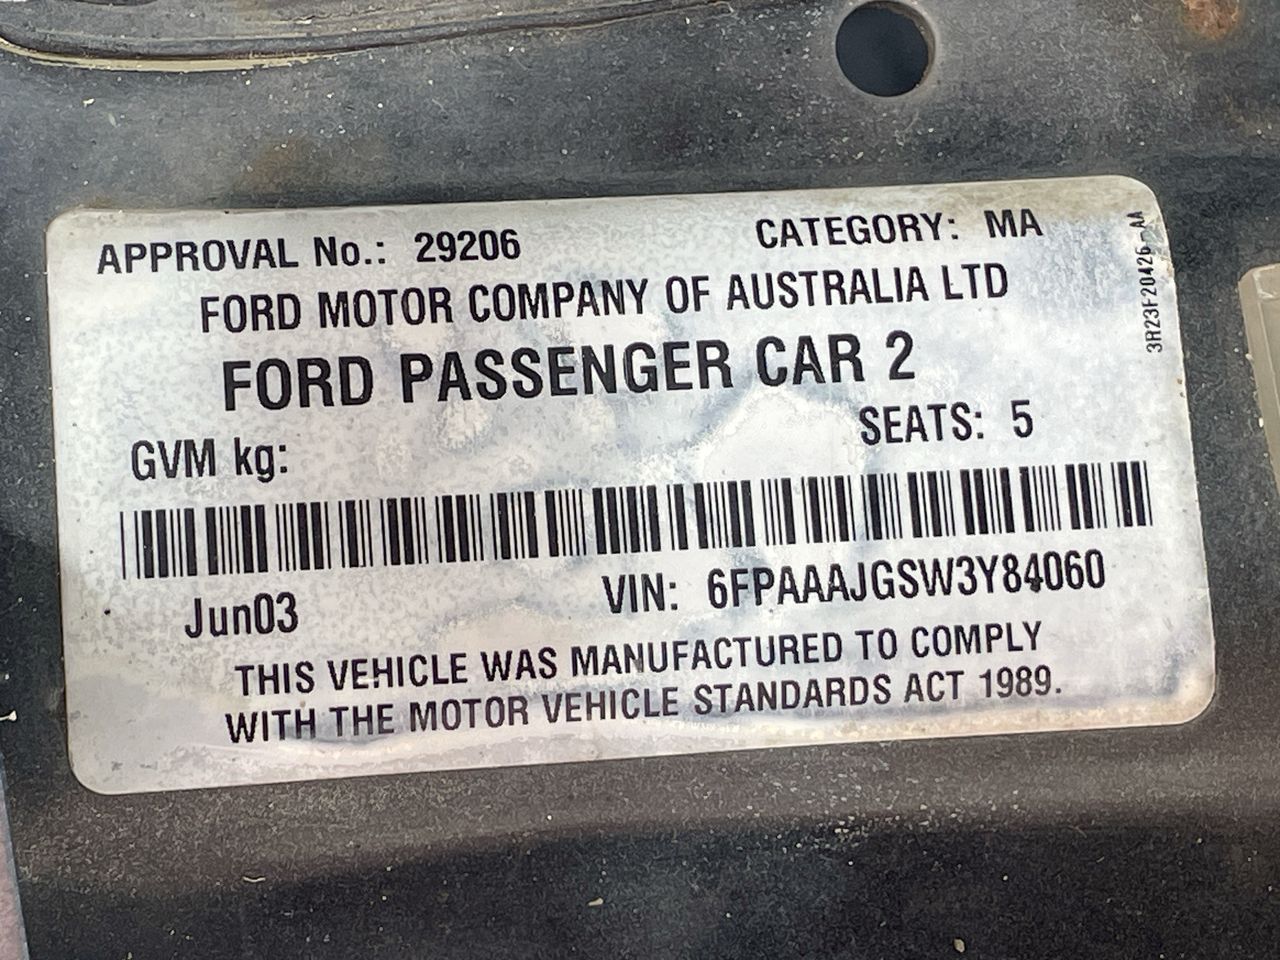 APPROVAL No.: 29206 CATEGORY: MA
FORD MOTOR COMPANY OF AUSTRALIA LTD
FORD PASSENGER CAR 2
GVM kg: SEATS: 5
Jun03 VIN: 6FPAAAJGSW3Y84060
THIS VEHICLE WAS MANUFACTURED TO COMPLY
WITH THE MOTOR VEHICLE STANDARDS ACT 1989.
3R23F20426-AA